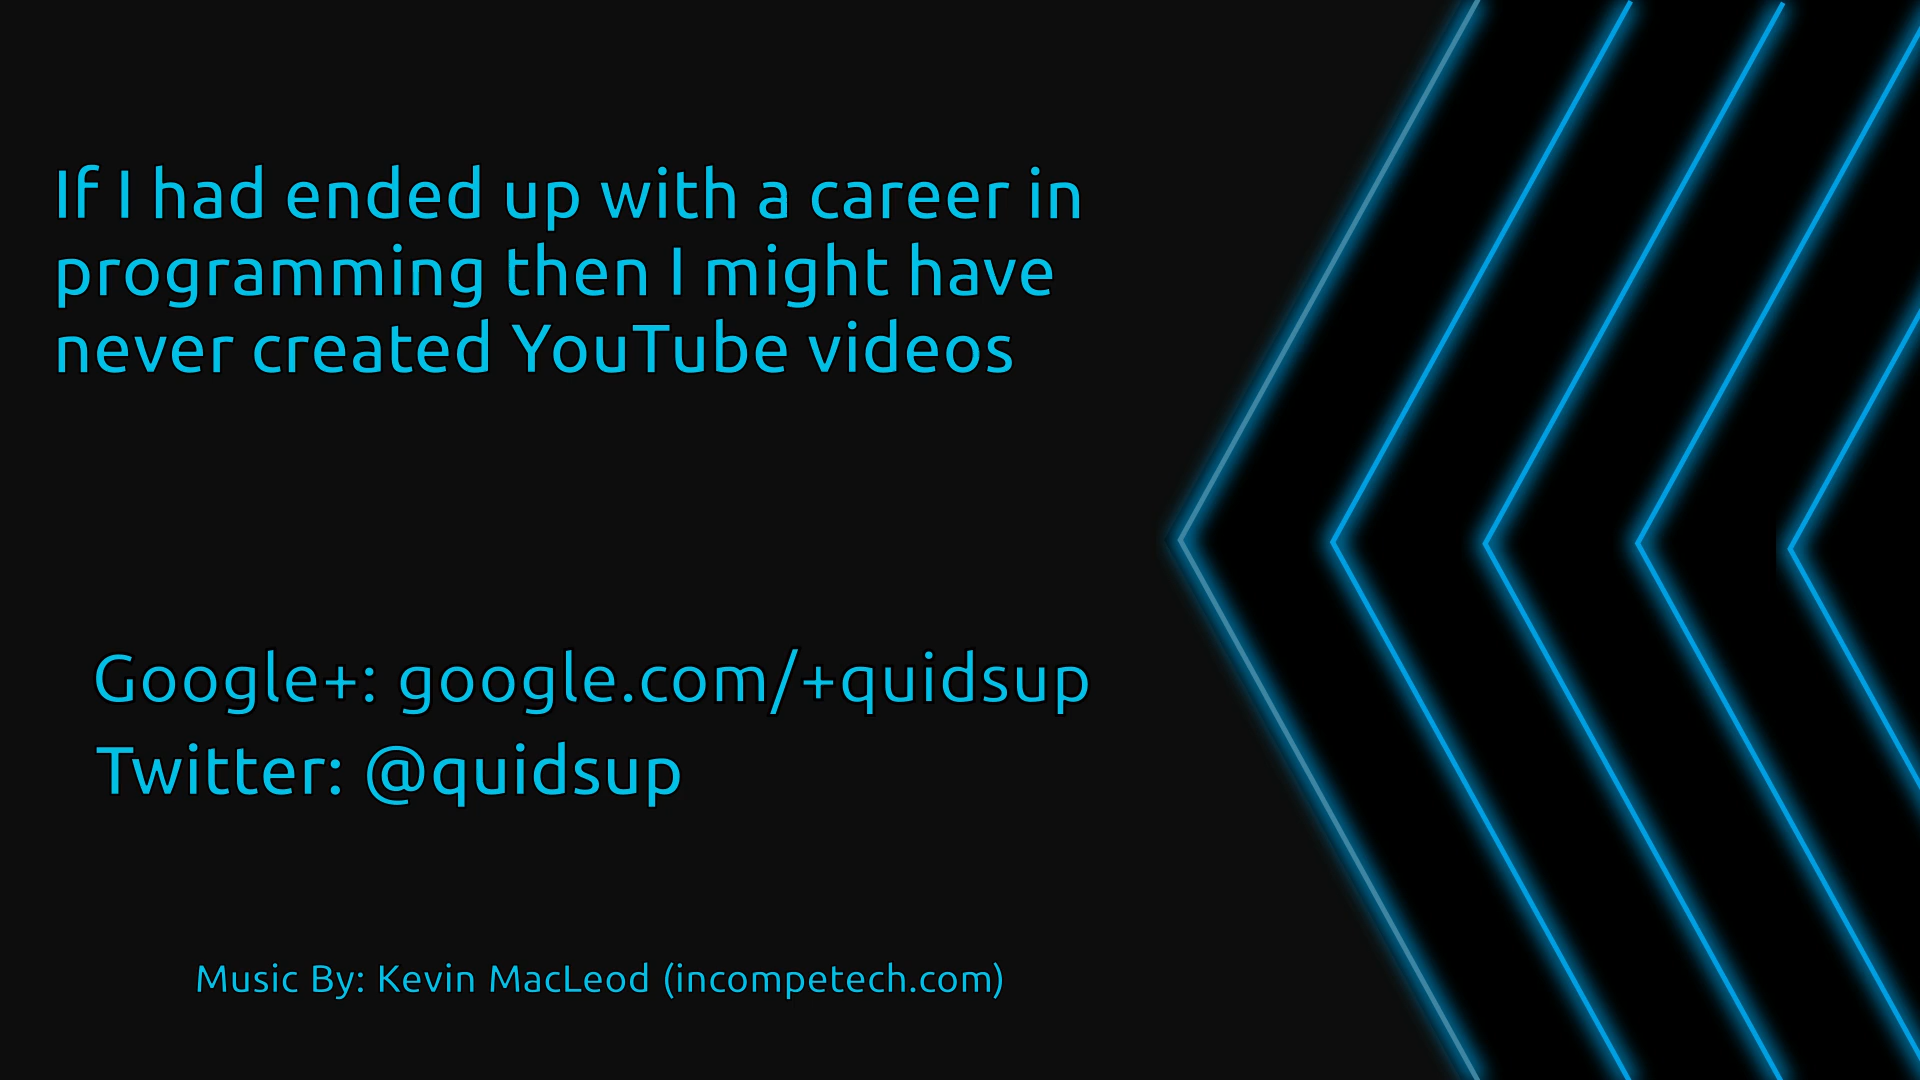 If I had ended up with a career in
programming then I might have
never created YouTube videos
Google+: google.com/+quidsup
Twitter: @quidsup
Music By: Kevin MacLeod (incompetech.com)